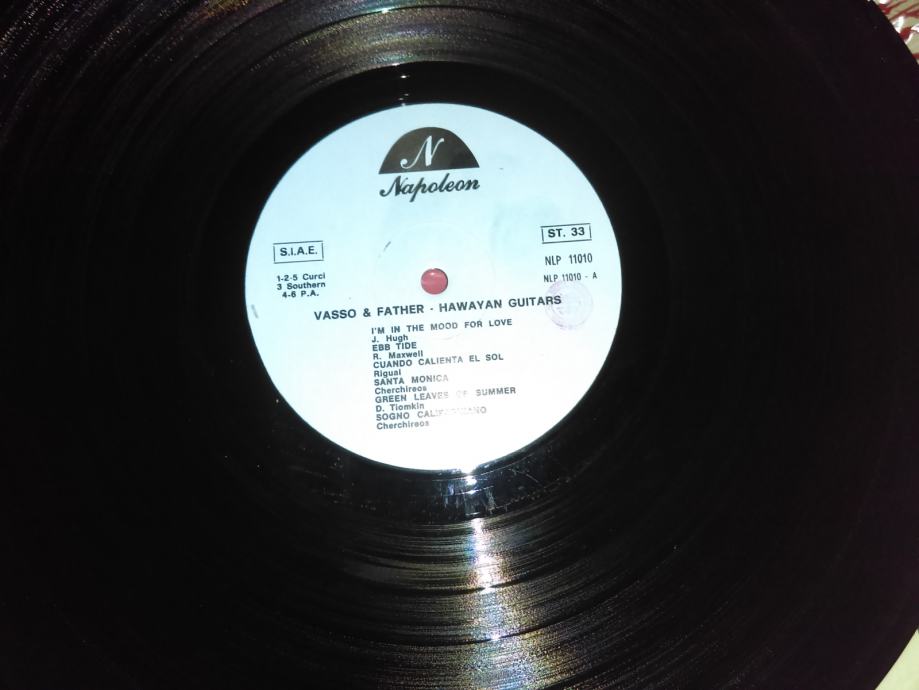 N
Napoleon
S.I.A.E.
ST. 33
1-2-5 Curci
3 Southern
4-6 P.A.
NLP 11010
NLP 11010 - A
VASSO & FATHER - HAWAYAN GUITARS
I'M IN THE MOOD FOR LOVE
J. Hugh
EBB TIDE
R. Maxwell
CUANDO CALIENTA EL SOL
Rigual
SANTA MONICA
Cherchireos
GREEN LEAVES OF SUMMER
D. Tiomkin
SOGNO
Cherchireos